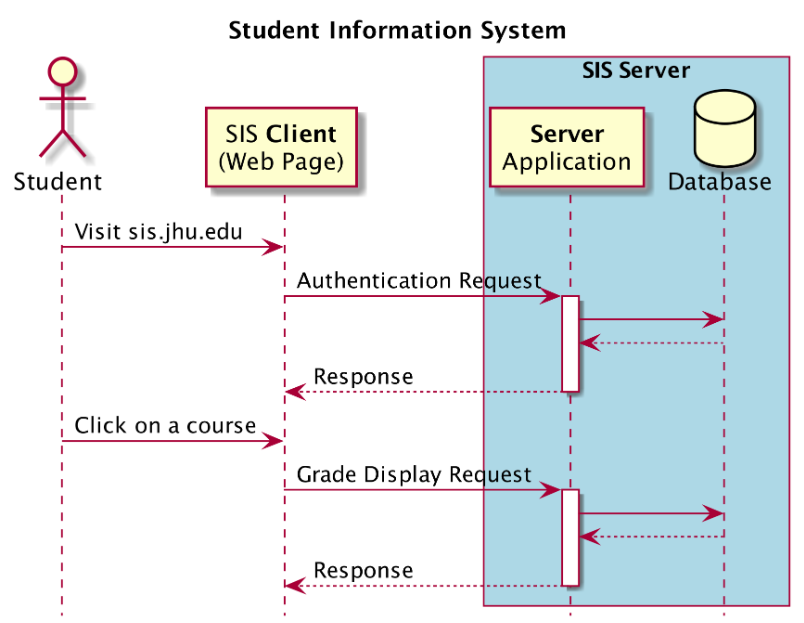 Student Information System
SIS Server
SIS Client
(Web Page)
Server
Application
Student
Database
Visit sis.jhu.edu
Authentication Request
Response
Click on a course
Grade Display Request
Response